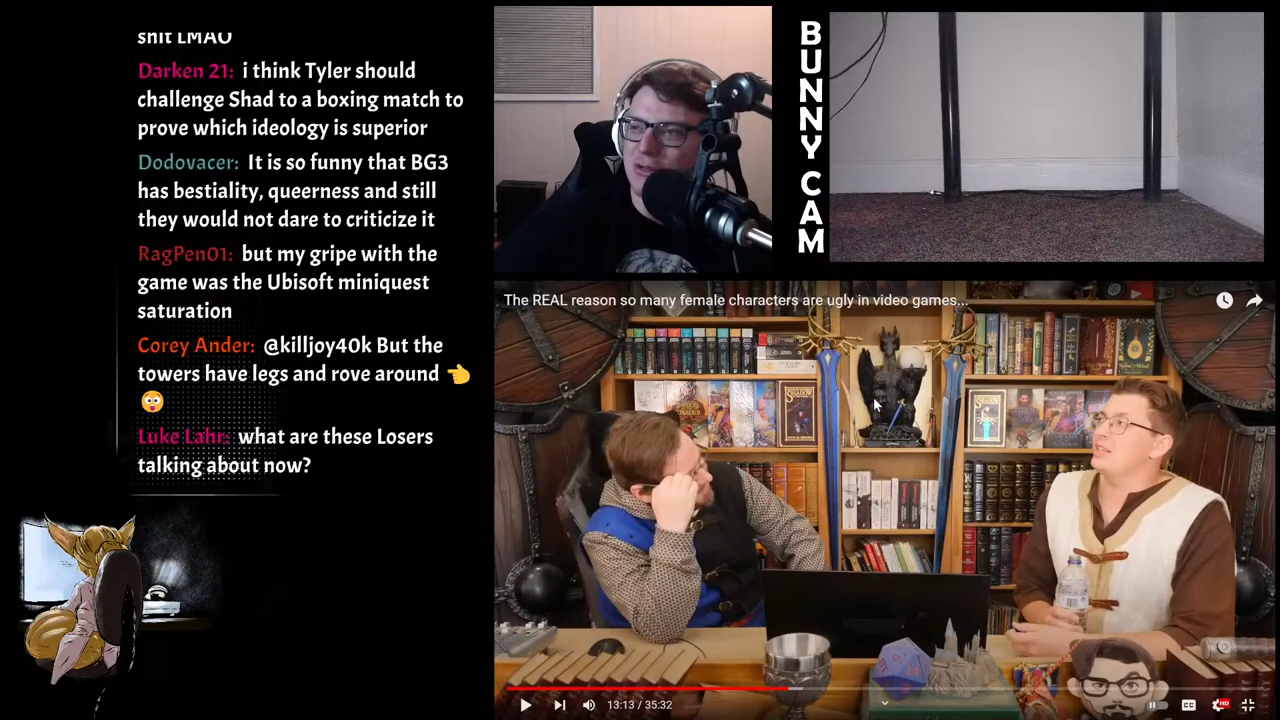 shit LMAO
Darken 21: i think Tyler should
challenge Shad to a boxing match to
prove which ideology is superior
Dodovacer: It is so funny that BG3
has bestiality, queerness and still
they would not dare to criticize it
RagPen01: but my gripe with the
game was the Ubisoft miniquest
saturation
Corey Ander: @killjoy40k But the
towers have legs and rove around 👈
😳
Luke Lahr: what are these Losers
talking about now?
BUNNY CAM
The REAL reason so many female characters are ugly in video games...
13:13 / 35:32
CC
HD